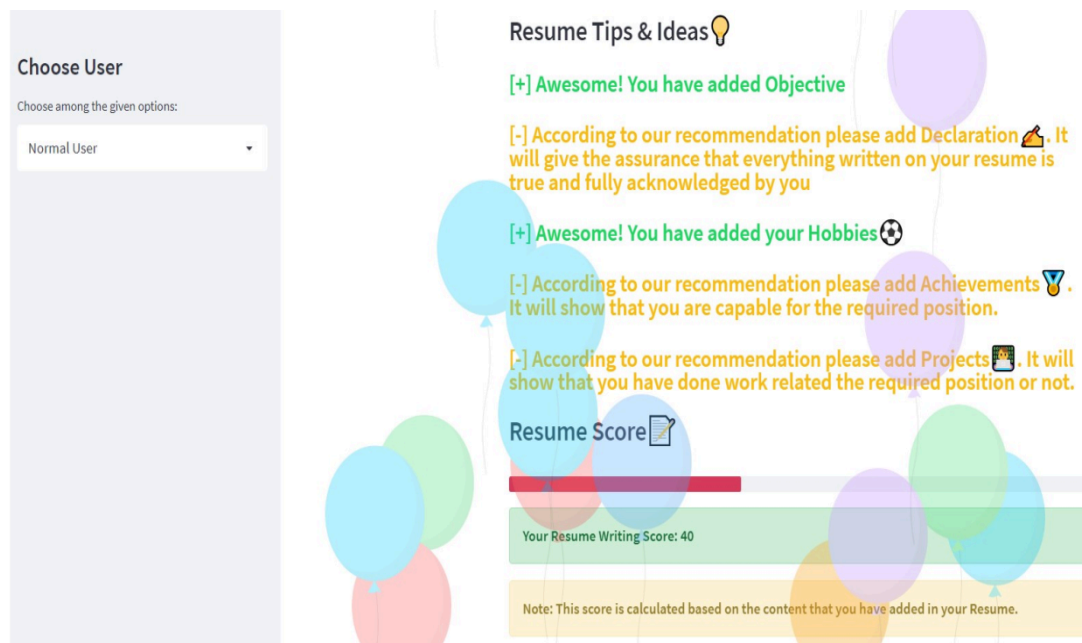 Choose User
Choose among the given options:
Normal User
Resume Tips & Ideas💡
[+] Awesome! You have added Objective
[-] According to our recommendation please add Declaration✍. It
will give the assurance that everything written on your resume is
true and fully acknowledged by you
[+] Awesome! You have added your Hobbies⚽
[-] According to our recommendation please add Achievements🏅.
It will show that you are capable for the required position.
[-] According to our recommendation please add Projects👨‍💻. It will
show that you have done work related the required position or not.
Resume Score📝
Your Resume Writing Score: 40
Note: This score is calculated based on the content that you have added in your Resume.